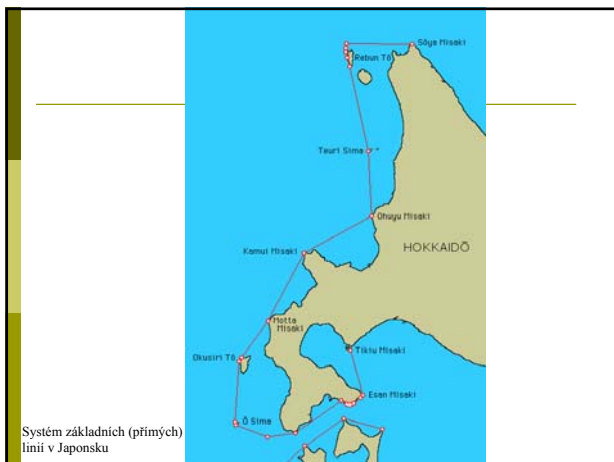 Sōya Misaki
Rebun Tō
Teuri Sima
Ohuyu Misaki
HOKKAIDŌ
Kamui Misaki
Motta
Misaki
Tikiu Misaki
Okusiri Tō
Esan Misaki
Ō Sima
Systém základních (přímých)
linií v Japonsku